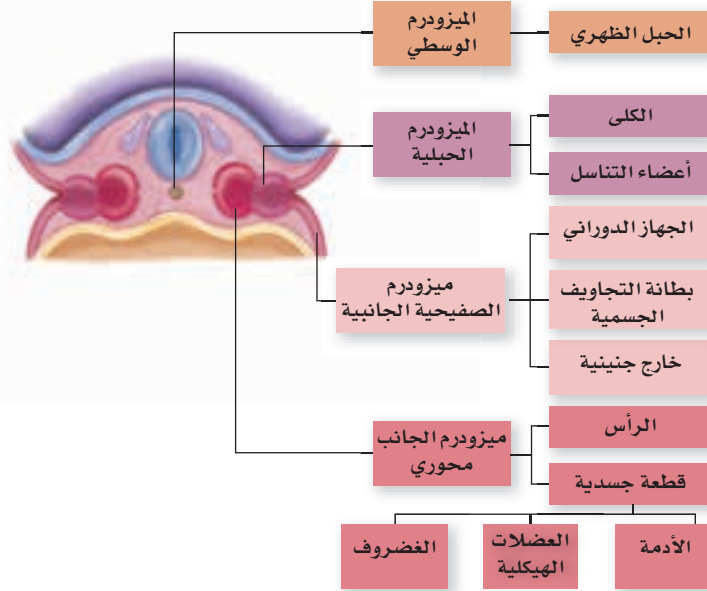 الميزودرم
الوسطي
الحبل الظهري
الميزودرم
الحبلية
الكلى
أعضاء التناسل
ميزودرم
الصفيحية الجانبية
الجهاز الدوراني
بطانة التجاويف
الجسمية
خارج جنينية
ميزودرم الجانب
محوري
الرأس
قطعة جسدية
الأدمة
العضلات
الهيكلية
الغضروف